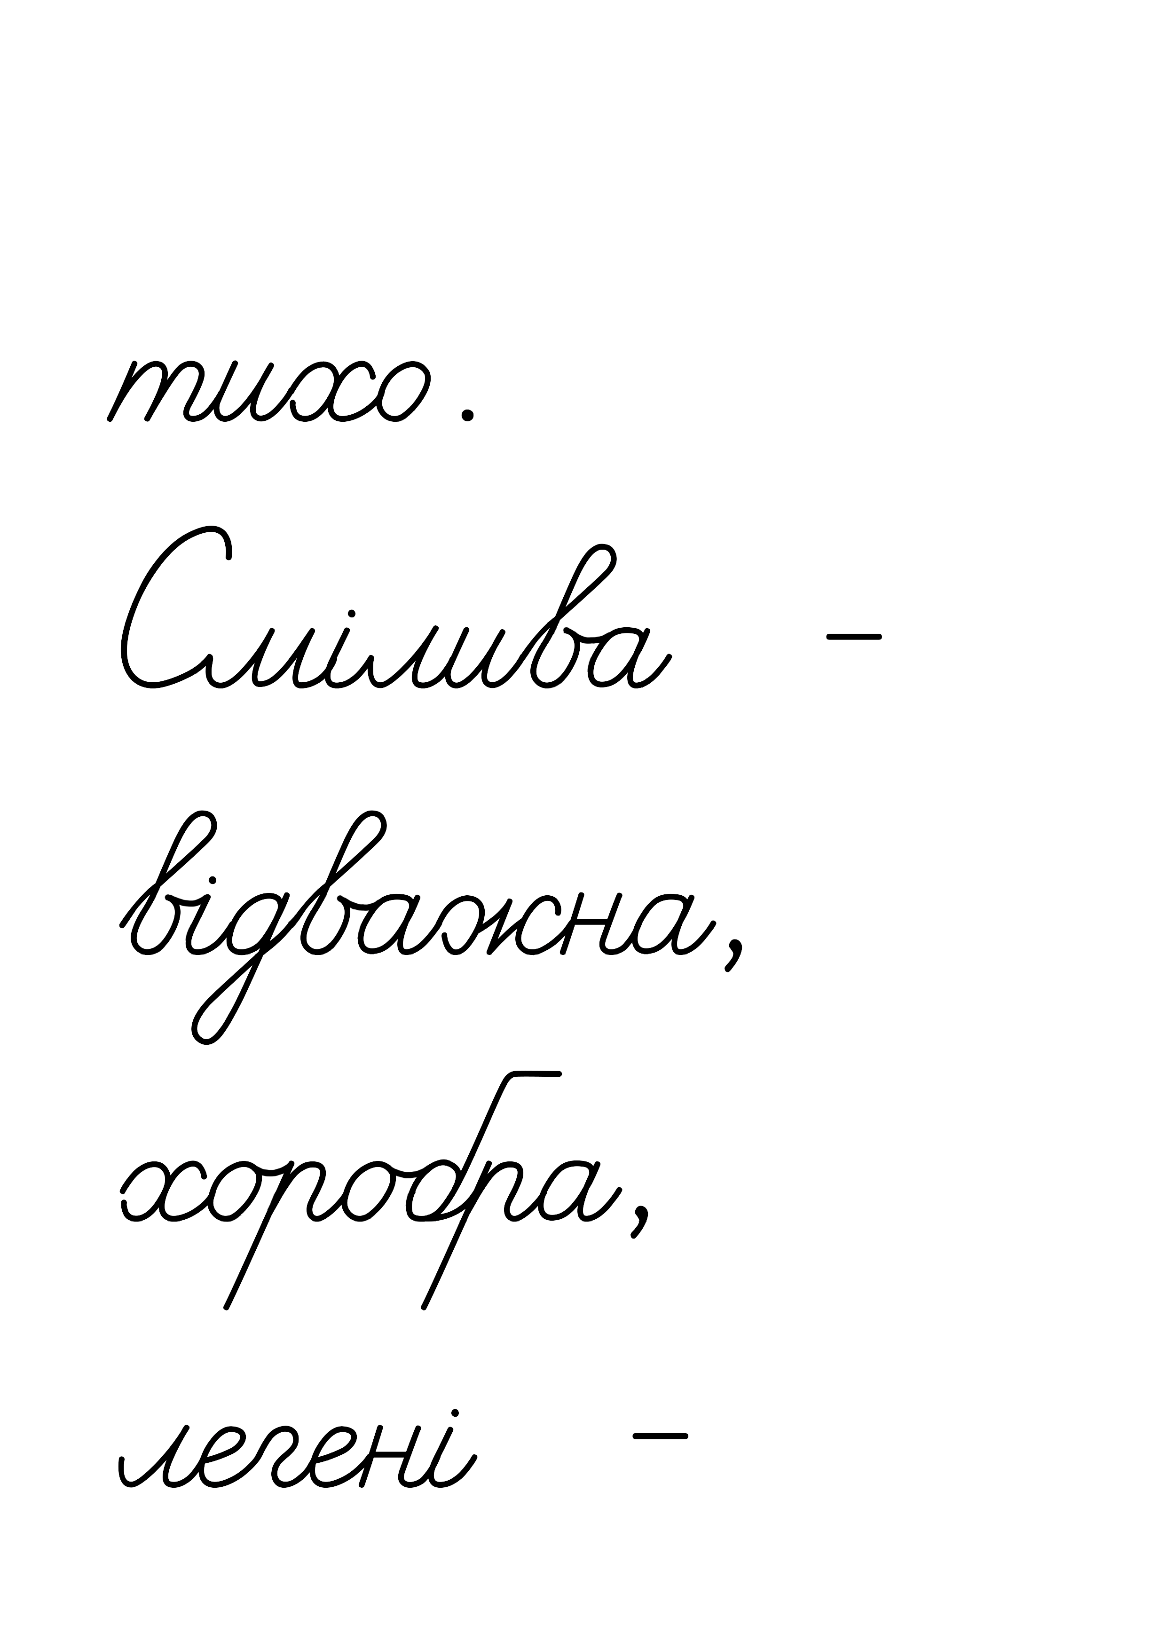 тихо.
Смілива –
відважна,
хоробра,
легені –